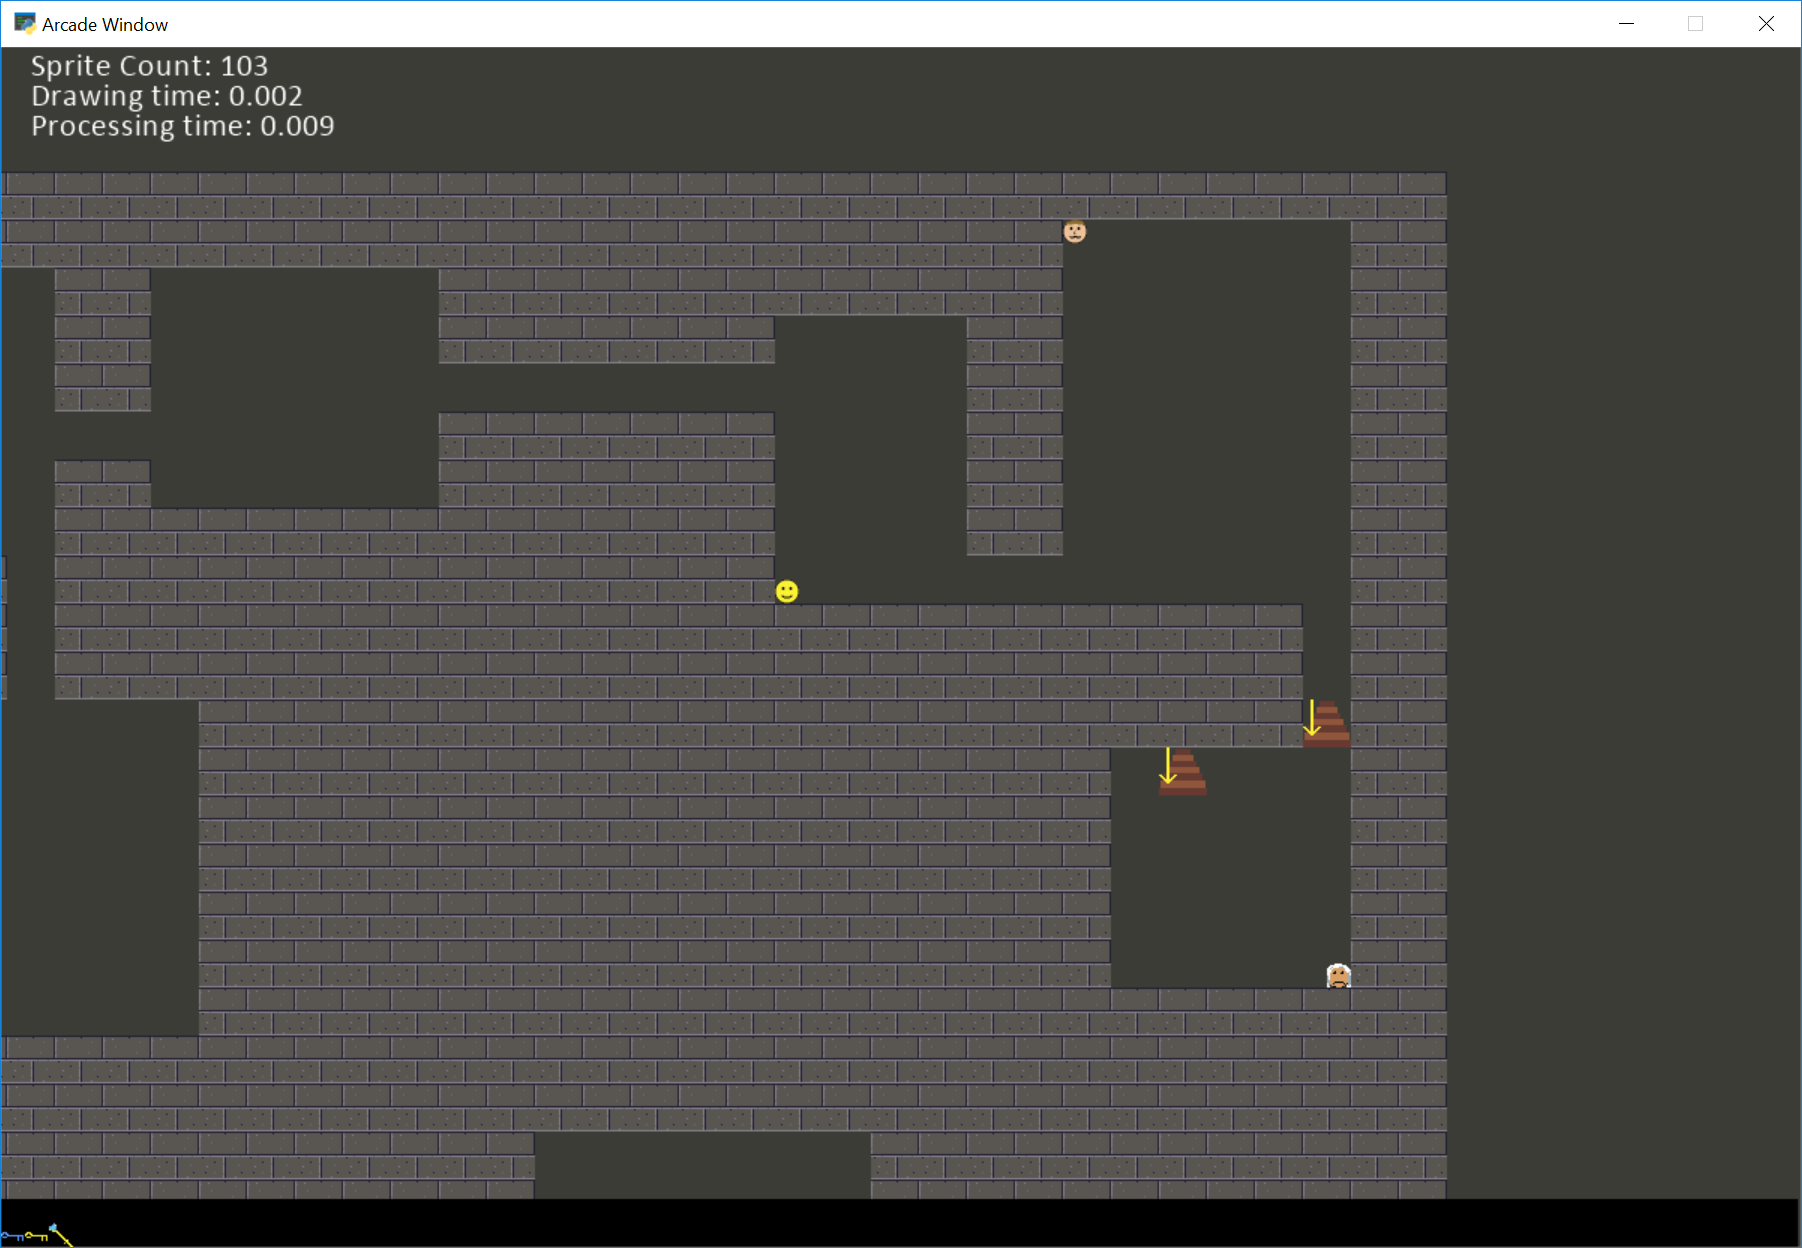 Arcade Window
Sprite Count: 103
Drawing time: 0.002
Processing time: 0.009